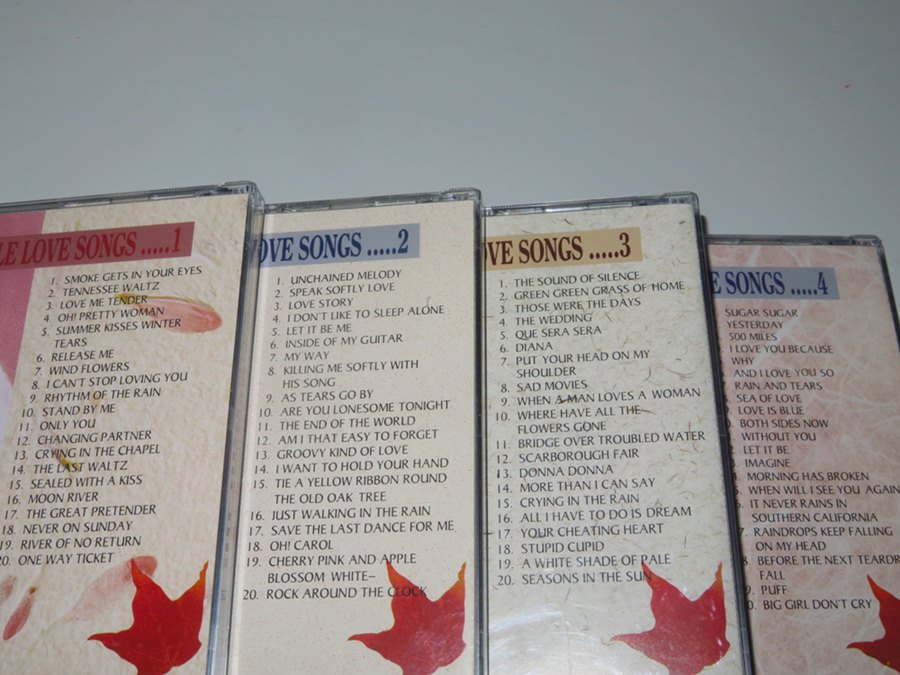 LE LOVE SONGS .....1
1. SMOKE GETS IN YOUR EYES
2. TENNESSEE WALTZ
3. LOVE ME TENDER
4. OH! PRETTY WOMAN
5. SUMMER KISSES WINTER
TEARS
6. RELEASE ME
7. WIND FLOWERS
8. I CAN'T STOP LOVING YOU
9. RHYTHM OF THE RAIN
10. STAND BY ME
11. ONLY YOU
12. CHANGING PARTNER
13. CRYING IN THE CHAPEL
14. THE LAST WALTZ
15. SEALED WITH A KISS
16. MOON RIVER
17. THE GREAT PRETENDER
18. NEVER ON SUNDAY
19. RIVER OF NO RETURN
20. ONE WAY TICKET
OVE SONGS .....2
1. UNCHAINED MELODY
2. SPEAK SOFTLY LOVE
3. LOVE STORY
4. I DON'T LIKE TO SLEEP ALONE
5. LET IT BE ME
6. INSIDE OF MY GUITAR
7. MY WAY
8. KILLING ME SOFTLY WITH
HIS SONG
9. AS TEARS GO BY
10. ARE YOU LONESOME TONIGHT
11. THE END OF THE WORLD
12. AM I THAT EASY TO FORGET
13. GROOVY KIND OF LOVE
14. I WANT TO HOLD YOUR HAND
15. TIE A YELLOW RIBBON ROUND
THE OLD OAK TREE
16. JUST WALKING IN THE RAIN
17. SAVE THE LAST DANCE FOR ME
18. OH! CAROL
19. CHERRY PINK AND APPLE
BLOSSOM WHITE–
20. ROCK AROUND THE CLOCK
OVE SONGS .....3
1. THE SOUND OF SILENCE
2. GREEN GREEN GRASS OF HOME
3. THOSE WERE THE DAYS
4. THE WEDDING
5. QUE SERA SERA
6. DIANA
7. PUT YOUR HEAD ON MY
SHOULDER
8. SAD MOVIES
9. WHEN A MAN LOVES A WOMAN
10. WHERE HAVE ALL THE
FLOWERS GONE
11. BRIDGE OVER TROUBLED WATER
12. SCARBOROUGH FAIR
13. DONNA DONNA
14. MORE THAN I CAN SAY
15. CRYING IN THE RAIN
16. ALL I HAVE TO DO IS DREAM
17. YOUR CHEATING HEART
18. STUPID CUPID
19. A WHITE SHADE OF PALE
20. SEASONS IN THE SUN
E SONGS .....4
SUGAR SUGAR
YESTERDAY
500 MILES
I LOVE YOU BECAUSE
WHY
AND I LOVE YOU SO
RAIN AND TEARS
SEA OF LOVE
LOVE IS BLUE
BOTH SIDES NOW
WITHOUT YOU
LET IT BE
IMAGINE
MORNING HAS BROKEN
WHEN WILL I SEE YOU AGAIN
IT NEVER RAINS IN
SOUTHERN CALIFORNIA
RAINDROPS KEEP FALLING
ON MY HEAD
BEFORE THE NEXT TEARDR
FALL
PUFF
BIG GIRL DON'T CRY